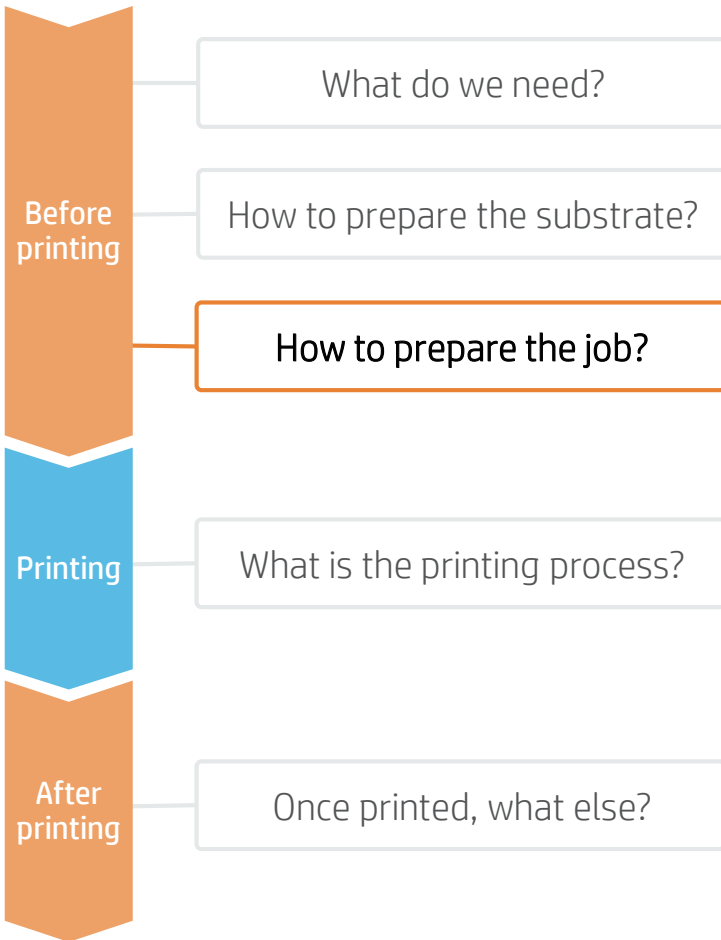 What do we need?
Before
printing
How to prepare the substrate?
How to prepare the job?
Printing
What is the printing process?
After
printing
Once printed, what else?